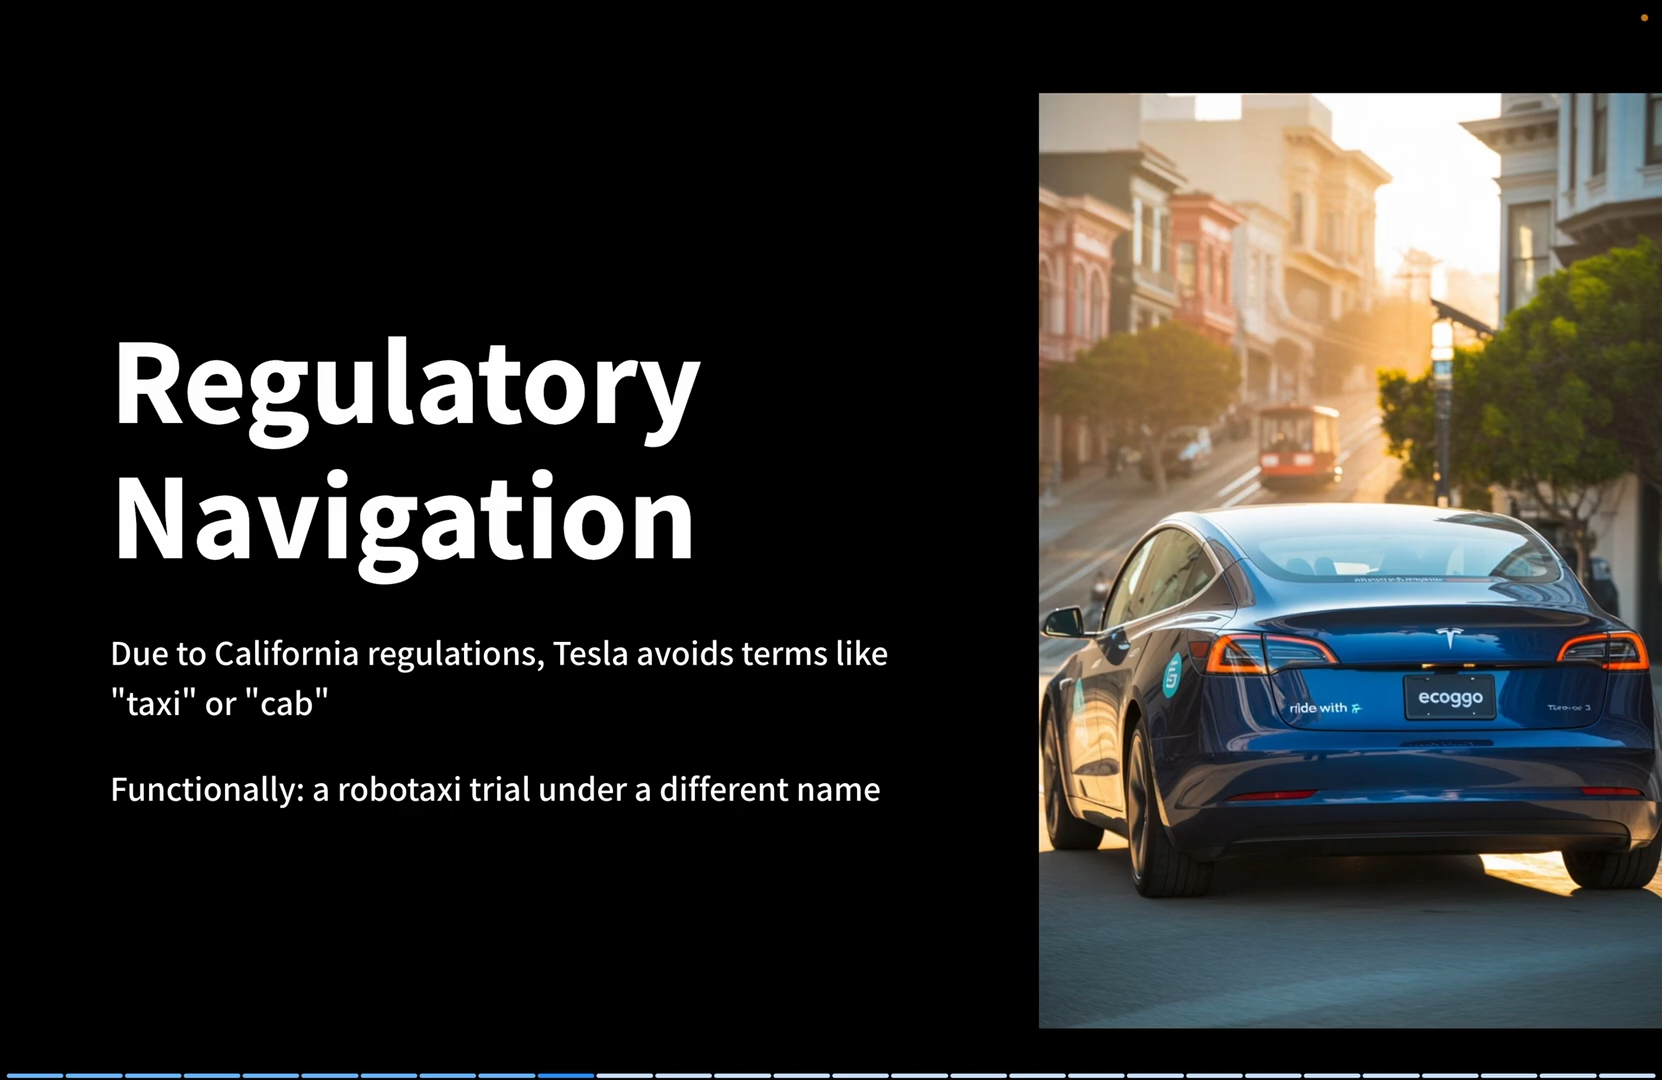 Regulatory
Navigation
Due to California regulations, Tesla avoids terms like
"taxi" or "cab"
Functionally: a robotaxi trial under a different name
ecoggo
ride with